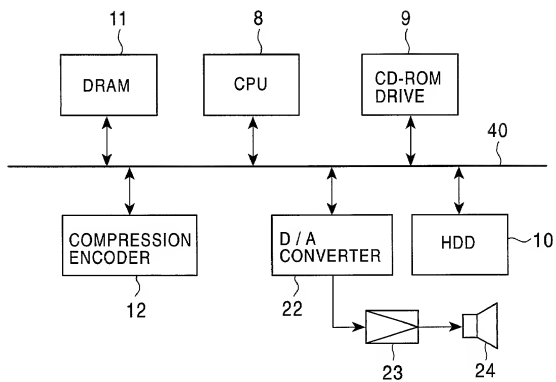 11
8
9
DRAM
CPU
CD-ROM
DRIVE
40
COMPRESSION
ENCODER
D / A
CONVERTER
HDD
10
12
22
23
24